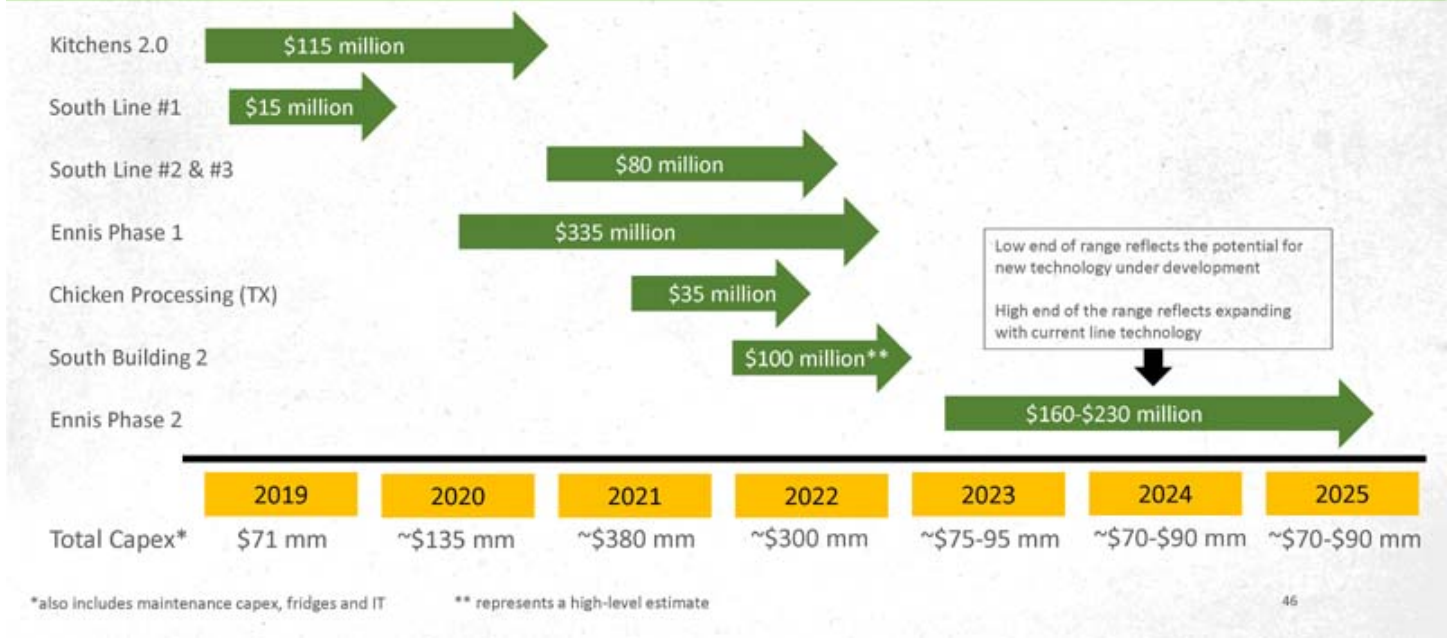 Kitchens 2.0
$115 million
South Line #1
$15 million
South Line #2 & #3
$80 million
Ennis Phase 1
$335 million
Low end of range reflects the potential for
new technology under development
High end of the range reflects expanding
with current line technology
Chicken Processing (TX)
$35 million
South Building 2
$100 million**
Ennis Phase 2
$160-$230 million
2019 2020 2021 2022 2023 2024 2025
Total Capex* $71 mm ~$135 mm ~$380 mm ~$300 mm ~$75-95 mm ~$70-$90 mm ~$70-$90 mm
*also includes maintenance capex, fridges and IT
** represents a high-level estimate
46